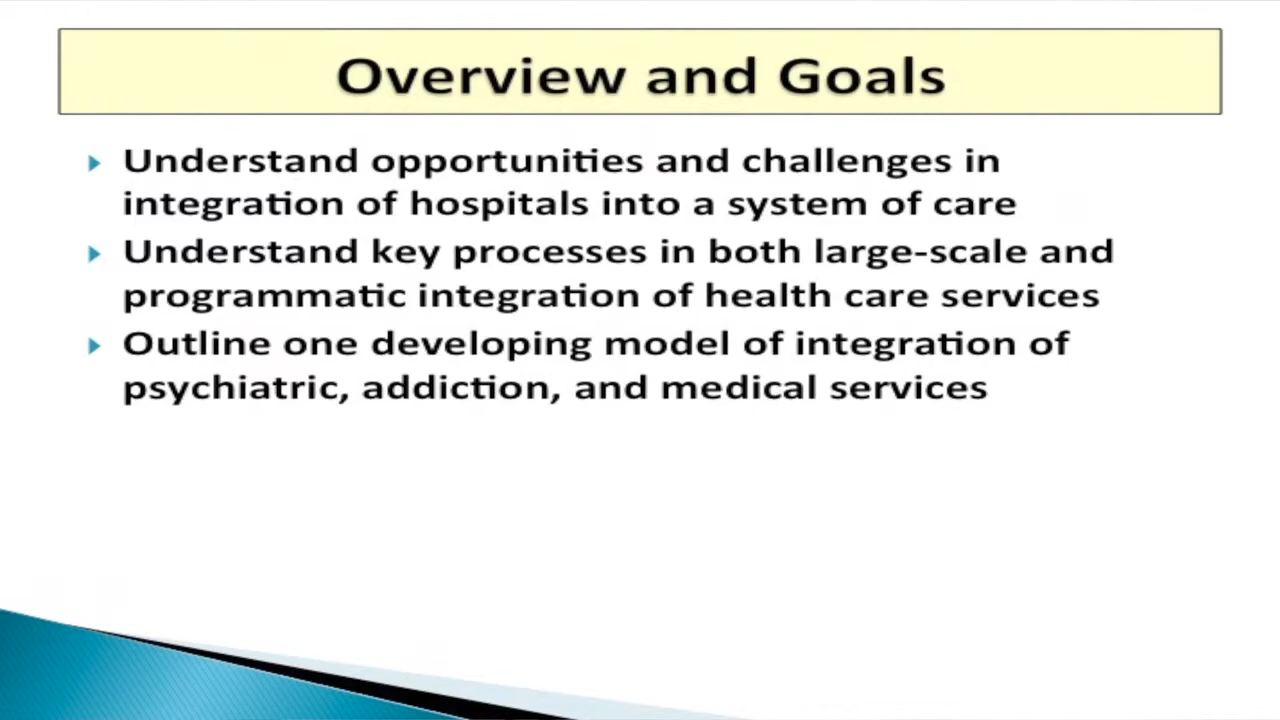 Overview and Goals
Understand opportunities and challenges in
integration of hospitals into a system of care
Understand key processes in both large-scale and
programmatic integration of health care services
Outline one developing model of integration of
psychiatric, addiction, and medical services